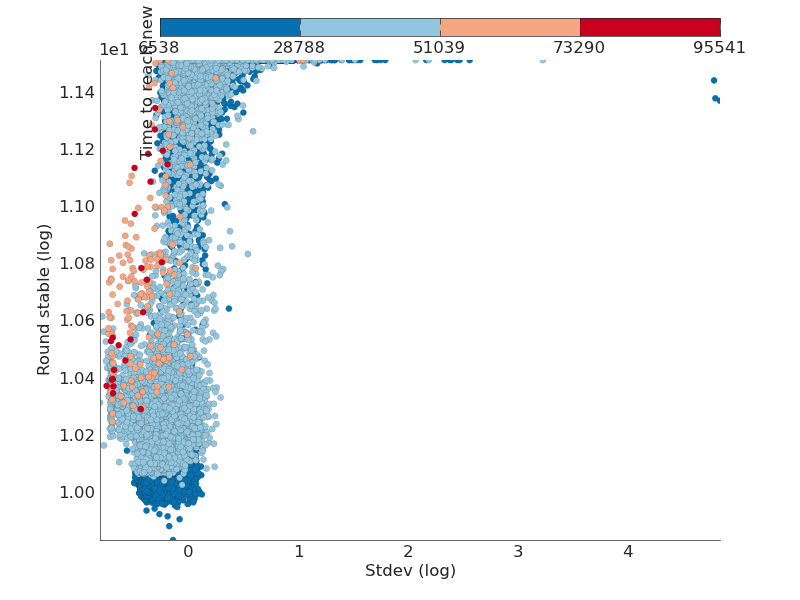 Time to reach new
6538 28788 51039 73290 95541
1e1
1.14
1.12
1.10
1.08
1.06
1.04
1.02
1.00
Round stable (log)
0 1 2 3 4
Stdev (log)